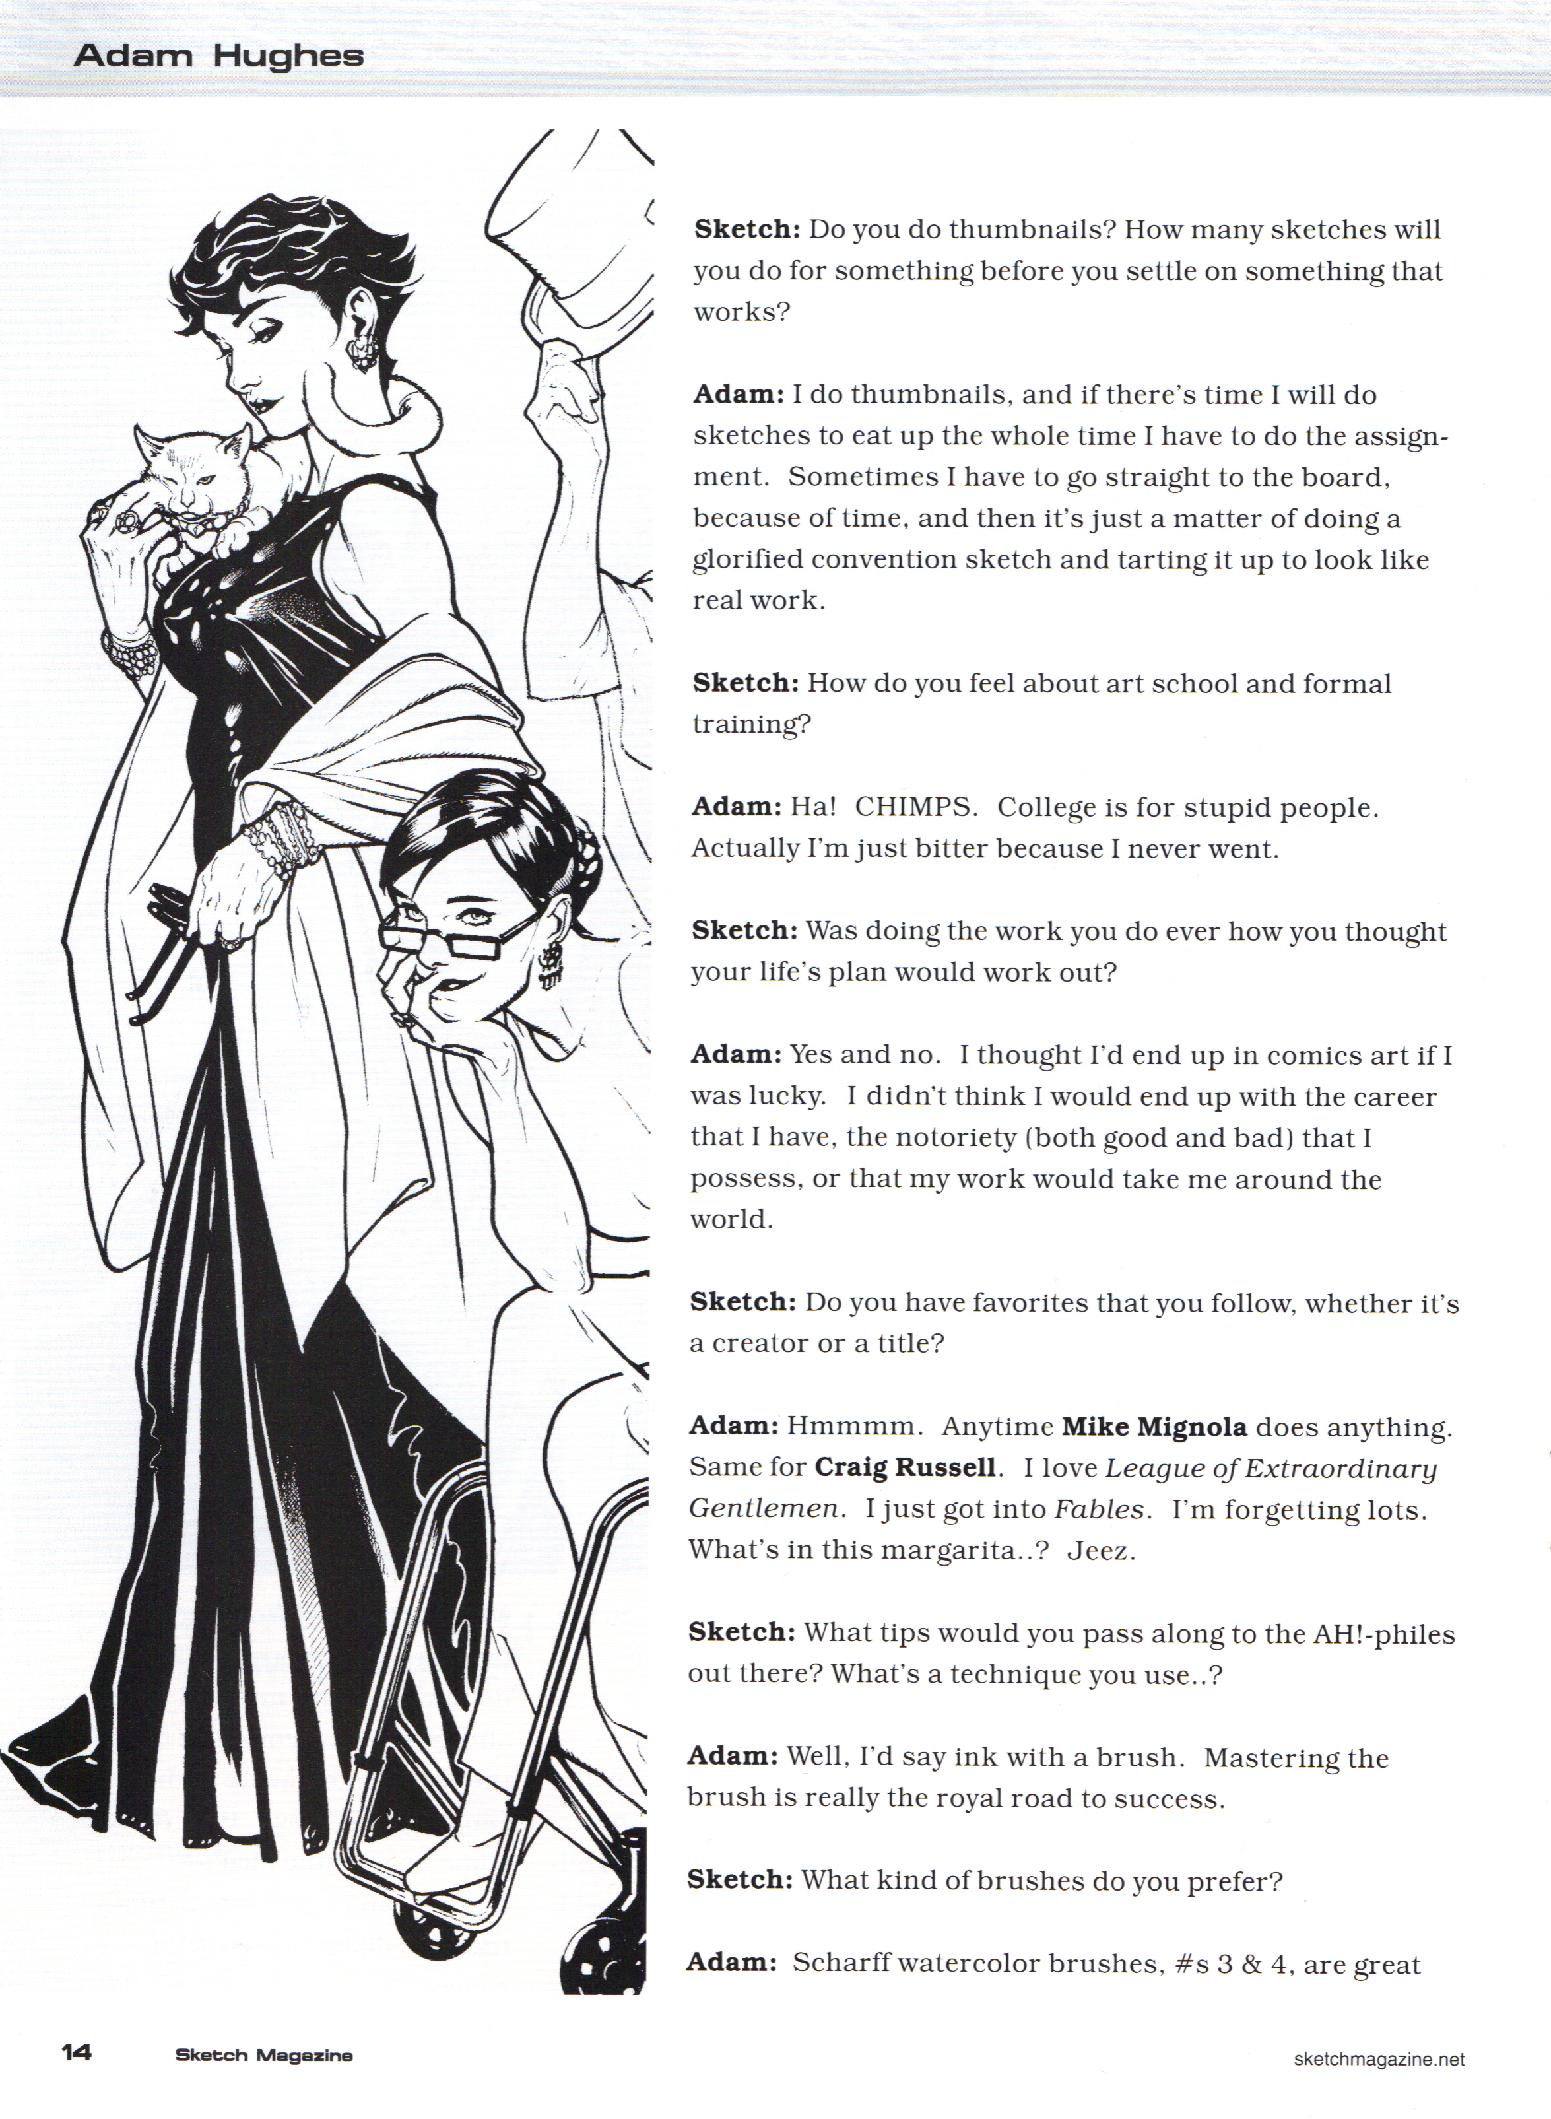 Adam Hughes
Sketch: Do you do thumbnails? How many sketches will
you do for something before you settle on something that
works?
Adam: I do thumbnails, and if there's time I will do
sketches to eat up the whole time I have to do the assign-
ment. Sometimes I have to go straight to the board,
because of time, and then it's just a matter of doing a
glorified convention sketch and tarting it up to look like
real work.
Sketch: How do you feel about art school and formal
training?
Adam: Ha! CHIMPS. College is for stupid people.
Actually I'm just bitter because I never went.
Sketch: Was doing the work you do ever how you thought
your life's plan would work out?
Adam: Yes and no. I thought I'd end up in comics art if I
was lucky. I didn't think I would end up with the career
that I have, the notoriety (both good and bad) that I
possess, or that my work would take me around the
world.
Sketch: Do you have favorites that you follow, whether it's
a creator or a title?
Adam: Hmmmm. Anytime Mike Mignola does anything.
Same for Craig Russell. I love League of Extraordinary
Gentlemen. I just got into Fables. I'm forgetting lots.
What's in this margarita..? Jeez.
Sketch: What tips would you pass along to the AH!-philes
out there? What's a technique you use..?
Adam: Well, I'd say ink with a brush. Mastering the
brush is really the royal road to success.
Sketch: What kind of brushes do you prefer?
Adam: Scharff watercolor brushes, #s 3 & 4, are great
14 Sketch Magazine sketchmagazine.net